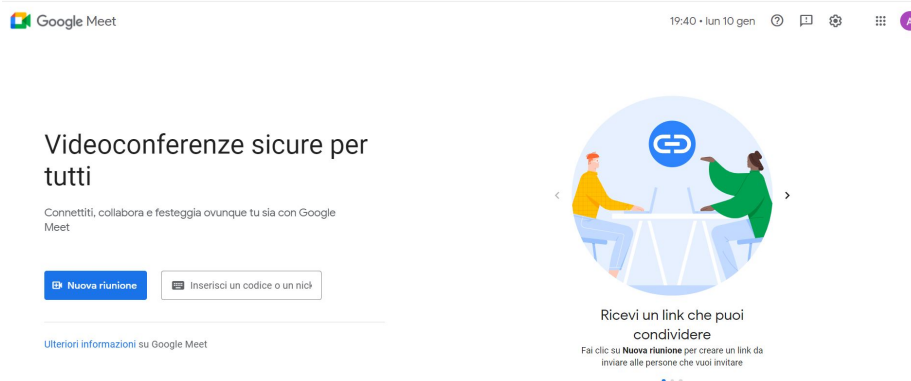 Google Meet
19:40 • lun 10 gen
A
Videoconferenze sicure per
tutti
Connettiti, collabora e festeggia ovunque tu sia con Google
Meet
Nuova riunione
Inserisci un codice o un nick
Ulteriori informazioni su Google Meet
Ricevi un link che puoi
condividere
Fai clic su Nuova riunione per creare un link da
inviare alle persone che vuoi invitare